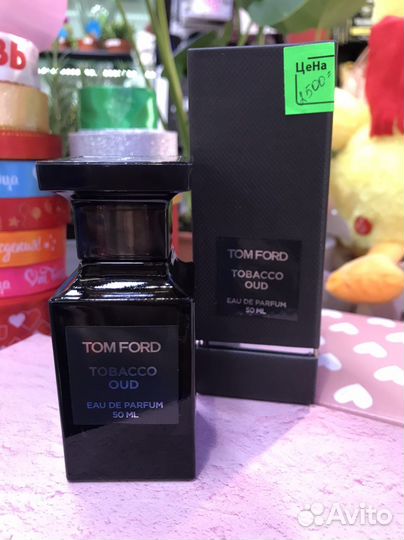 ЦеНа
1500=
TOM FORD
TOBACCO
OUD
EAU DE PARFUM
50 ML
TOM FORD
TOBACCO
OUD
EAU DE PARFUM
50 ML
Avito